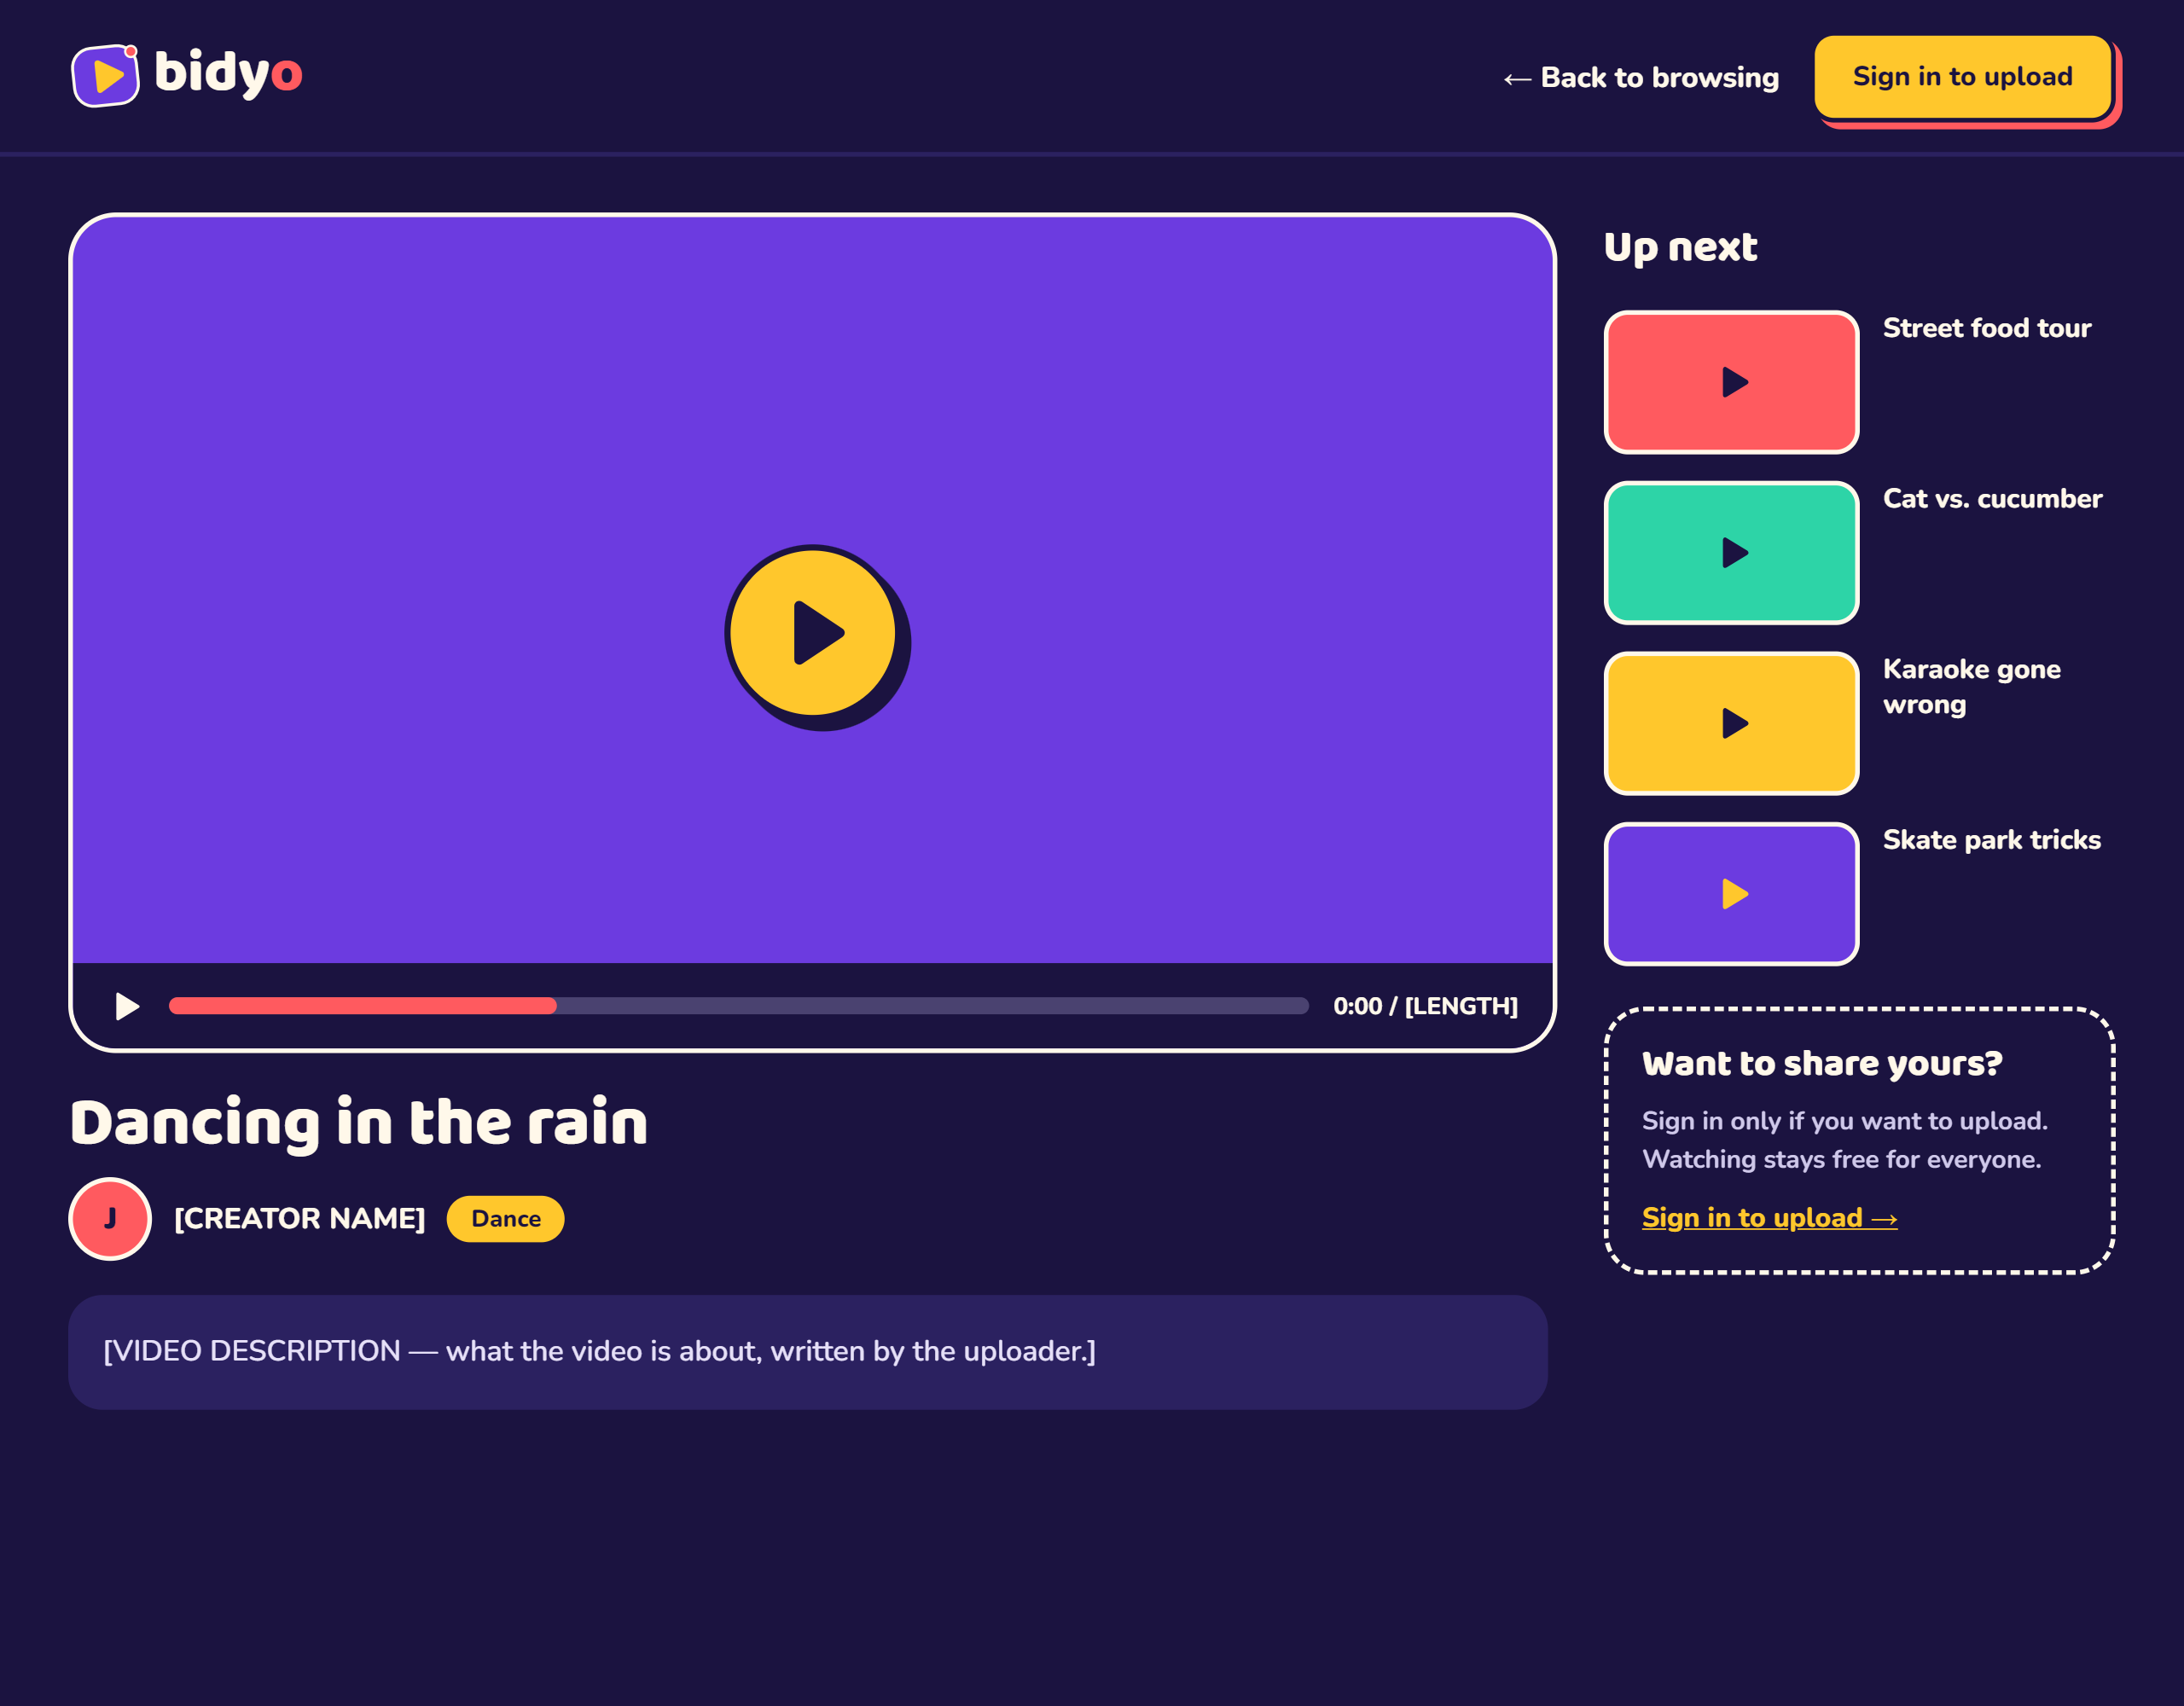 bidyo
← Back to browsing
Sign in to upload
Up next
Street food tour
Cat vs. cucumber
Karaoke gone
wrong
Skate park tricks
0:00 / [LENGTH]
Dancing in the rain
J
[CREATOR NAME]
Dance
[VIDEO DESCRIPTION — what the video is about, written by the uploader.]
Want to share yours?
Sign in only if you want to upload.
Watching stays free for everyone.
Sign in to upload →